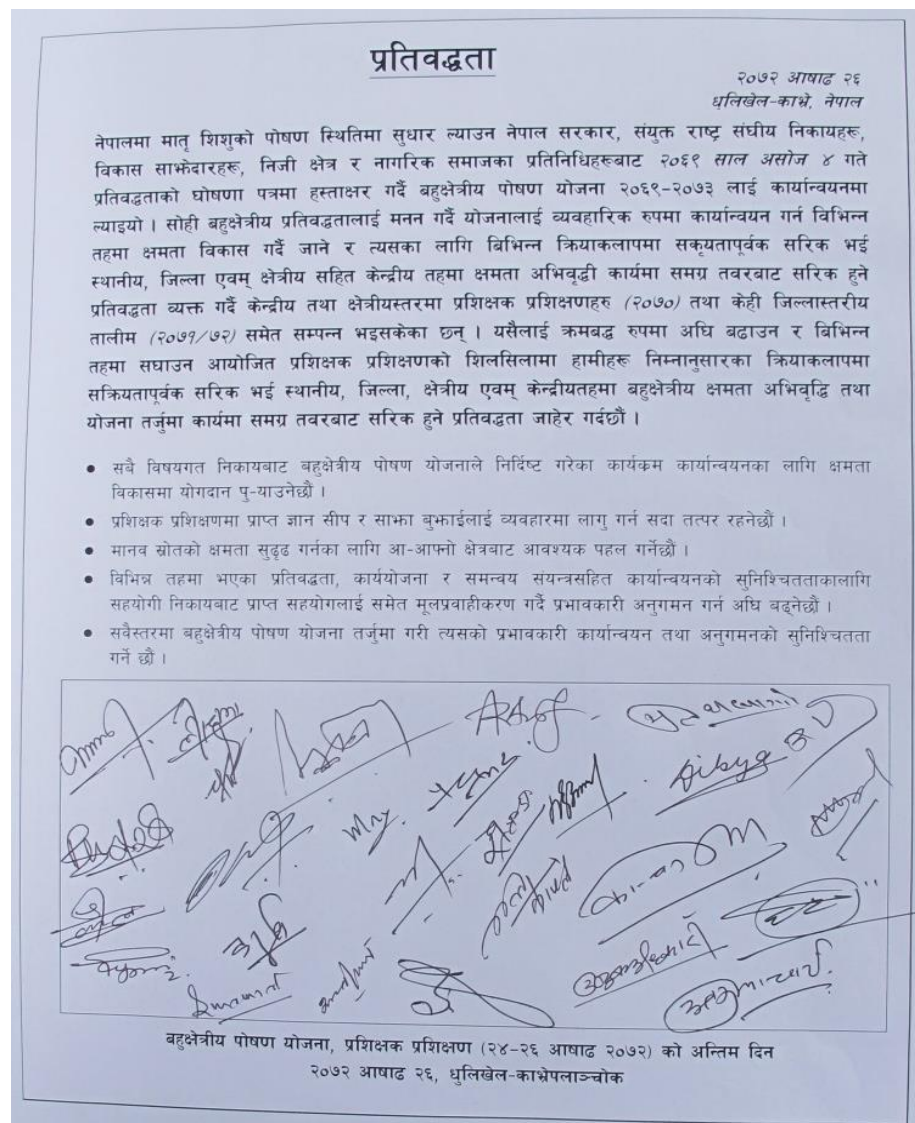 प्रतिवद्धता
२०७२ आषाढ २६
धुलिखेल-काभ्रे, नेपाल
नेपालमा मातृ शिशुको पोषण स्थितिमा सुधार ल्याउन नेपाल सरकार, संयुक्त राष्ट्र संघीय निकायहरू,
विकास साझेदारहरू, निजी क्षेत्र र नागरिक समाजका प्रतिनिधिहरूबाट २०६९ साल असोज ४ गते
प्रतिवद्धताको घोषणा पत्रमा हस्ताक्षर गर्दै बहुक्षेत्रीय पोषण योजना २०६९-२०७३ लाई कार्यान्वयनमा
ल्याइयो । सोही बहुक्षेत्रीय प्रतिवद्धतालाई मनन गर्दै योजनालाई व्यवहारिक रुपमा कार्यान्वयन गर्न विभिन्न
तहमा क्षमता विकास गर्दै जाने र त्यसका लागि बिभिन्न क्रियाकलापमा सकृयतापूर्वक सरिक भई
स्थानीय, जिल्ला एवम् क्षेत्रीय सहित केन्द्रीय तहमा क्षमता अभिवृद्धी कार्यमा समग्र तवरबाट सरिक हुने
प्रतिवद्धता व्यक्त गर्दै केन्द्रीय तथा क्षेत्रीयस्तरमा प्रशिक्षक प्रशिक्षणहरु (२०७०) तथा केही जिल्लास्तरीय
तालीम (२०७१/७२) समेत सम्पन्न भइसकेका छन् । यसैलाई क्रमबद्ध रुपमा अघि बढाउन र बिभिन्न
तहमा सघाउन आयोजित प्रशिक्षक प्रशिक्षणको शिलसिलामा हामीहरू निम्नानुसारका क्रियाकलापमा
सक्रियतापूर्वक सरिक भई स्थानीय, जिल्ला, क्षेत्रीय एवम् केन्द्रीयतहमा बहुक्षेत्रीय क्षमता अभिवृद्धि तथा
योजना तर्जुमा कार्यमा समग्र तवरबाट सरिक हुने प्रतिवद्धता जाहेर गर्दछौं ।
• सबै विषयगत निकायबाट बहुक्षेत्रीय पोषण योजनाले निर्दिष्ट गरेका कार्यकम कार्यान्वयनका लागि क्षमता
विकासमा योगदान पु-याउनेछौं ।
• प्रशिक्षक प्रशिक्षणमा प्राप्त ज्ञान सीप र साझा बुझाईलाई व्यवहारमा लागु गर्न सदा तत्पर रहनेछौं ।
• मानव स्रोतको क्षमता सुदृढ गर्नका लागि आ-आफ्नो क्षेत्रबाट आवश्यक पहल गर्नेछौं ।
• विभिन्न तहमा भएका प्रतिवद्धता, कार्ययोजना र समन्वय संयन्त्रसहित कार्यान्वयनको सुनिश्चितताकालागि
सहयोगी निकायबाट प्राप्त सहयोगलाई समेत मूलप्रवाहीकरण गर्दै प्रभावकारी अनुगमन गर्न अघि बढ्नेछौं ।
• सवैस्तरमा बहुक्षेत्रीय पोषण योजना तर्जुमा गरी त्यसको प्रभावकारी कार्यान्वयन तथा अनुगमनको सुनिश्चितता
गर्ने छौं ।
बहुक्षेत्रीय पोषण योजना, प्रशिक्षक प्रशिक्षण (२४-२६ आषाढ २०७२) को अन्तिम दिन
२०७२ आषाढ २६, धुलिखेल-काभ्रेपलाञ्चोक